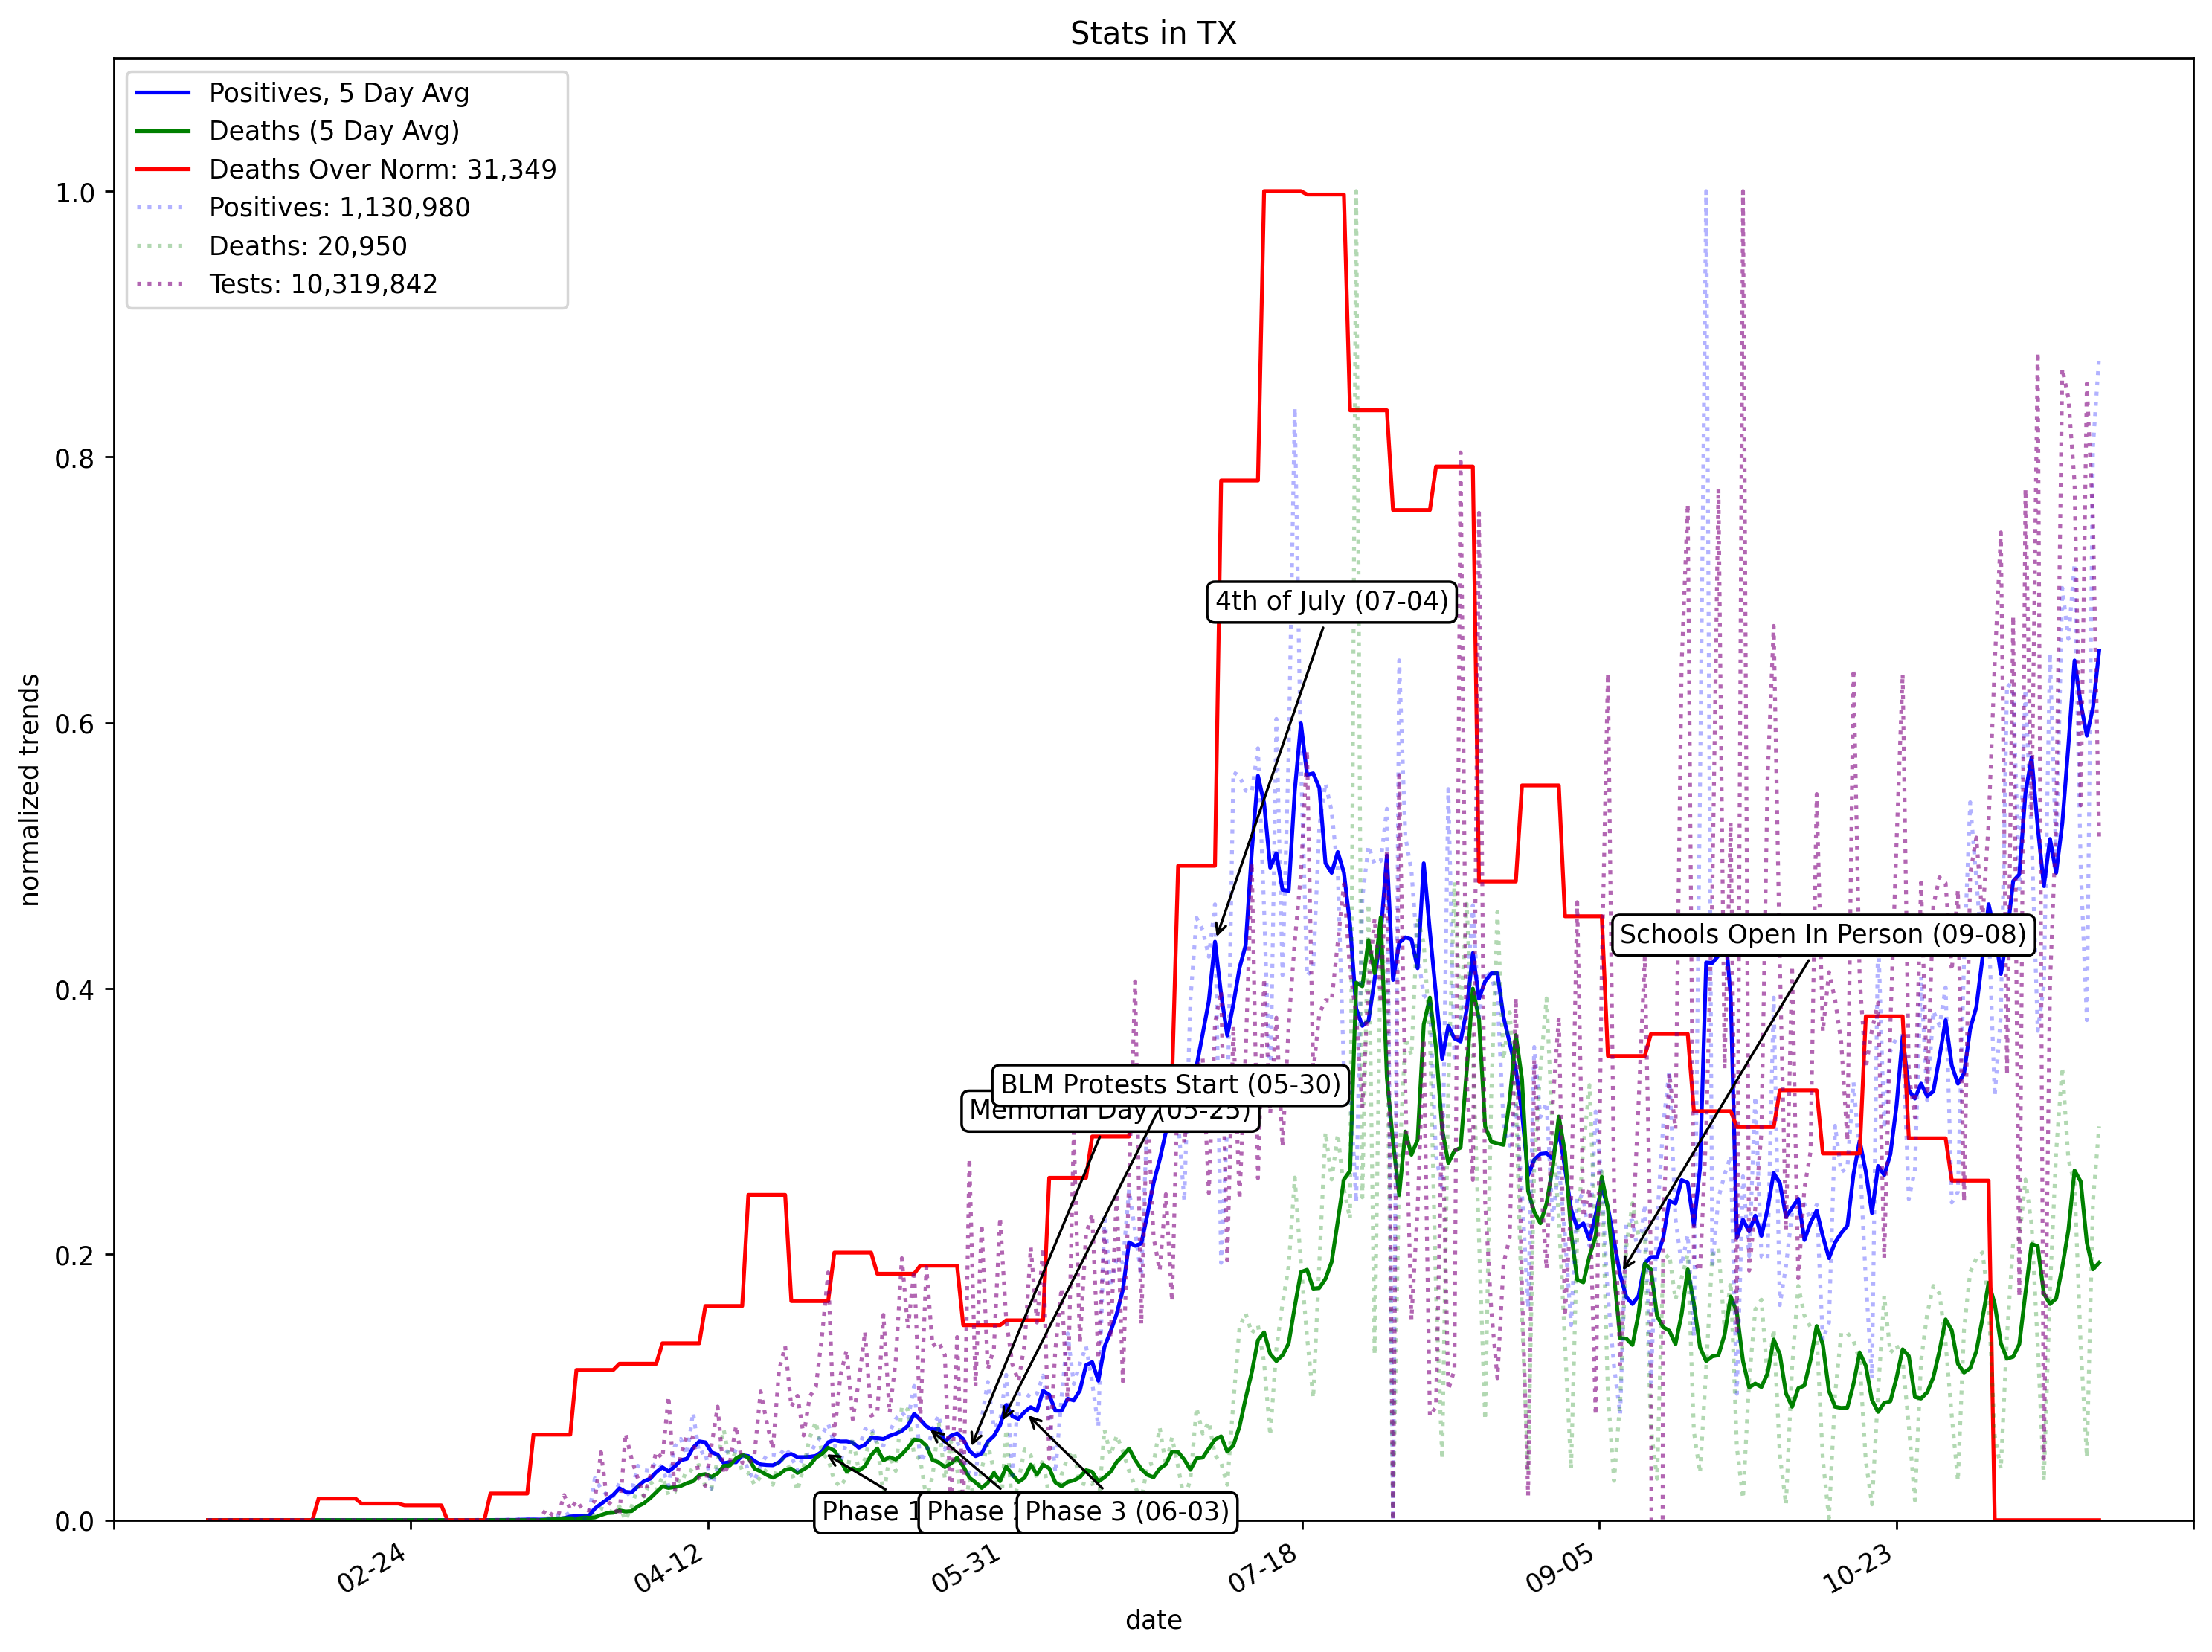 Stats in TX
Positives, 5 Day Avg
Deaths (5 Day Avg)
Deaths Over Norm: 31,349
Positives: 1,130,980
Deaths: 20,950
Tests: 10,319,842
1.0
0.8
0.6
0.4
0.2
0.0
normalized trends
4th of July (07-04)
Schools Open In Person (09-08)
BLM Protests Start (05-30)
Memorial Day (05-25)
Phase 1
Phase
Phase 3 (06-03)
02-24
04-12
05-31
07-18
09-05
10-23
date